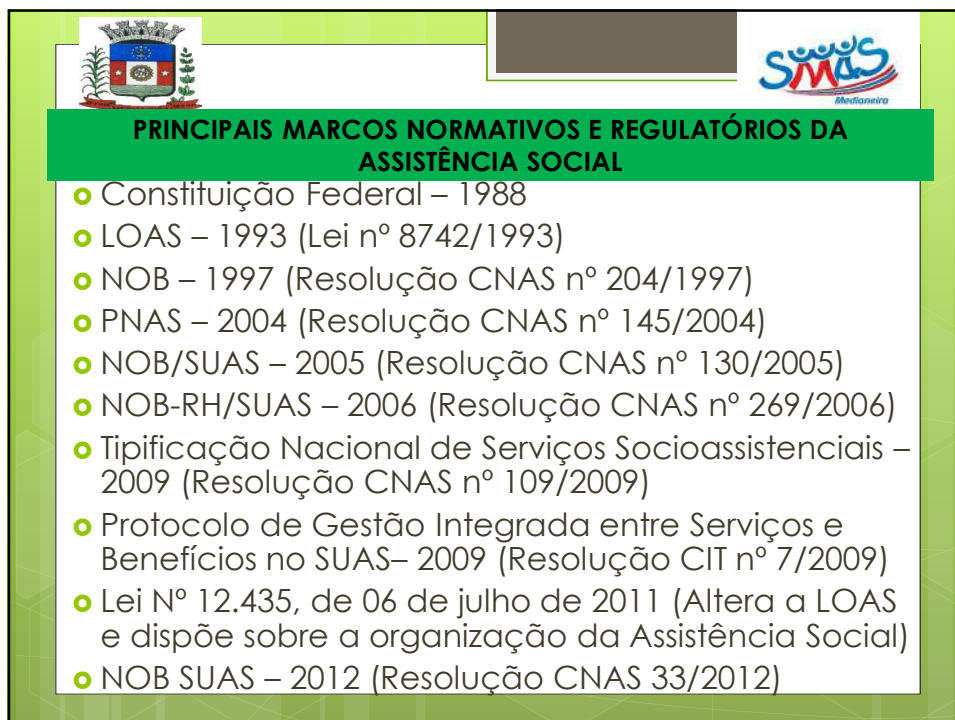 SMAS
Medianeira
PRINCIPAIS MARCOS NORMATIVOS E REGULATÓRIOS DA
ASSISTÊNCIA SOCIAL
Constituição Federal – 1988
LOAS – 1993 (Lei nº 8742/1993)
NOB – 1997 (Resolução CNAS nº 204/1997)
PNAS – 2004 (Resolução CNAS nº 145/2004)
NOB/SUAS – 2005 (Resolução CNAS nº 130/2005)
NOB-RH/SUAS – 2006 (Resolução CNAS nº 269/2006)
Tipificação Nacional de Serviços Socioassistenciais –
2009 (Resolução CNAS nº 109/2009)
Protocolo de Gestão Integrada entre Serviços e
Benefícios no SUAS– 2009 (Resolução CIT nº 7/2009)
Lei Nº 12.435, de 06 de julho de 2011 (Altera a LOAS
e dispõe sobre a organização da Assistência Social)
NOB SUAS – 2012 (Resolução CNAS 33/2012)